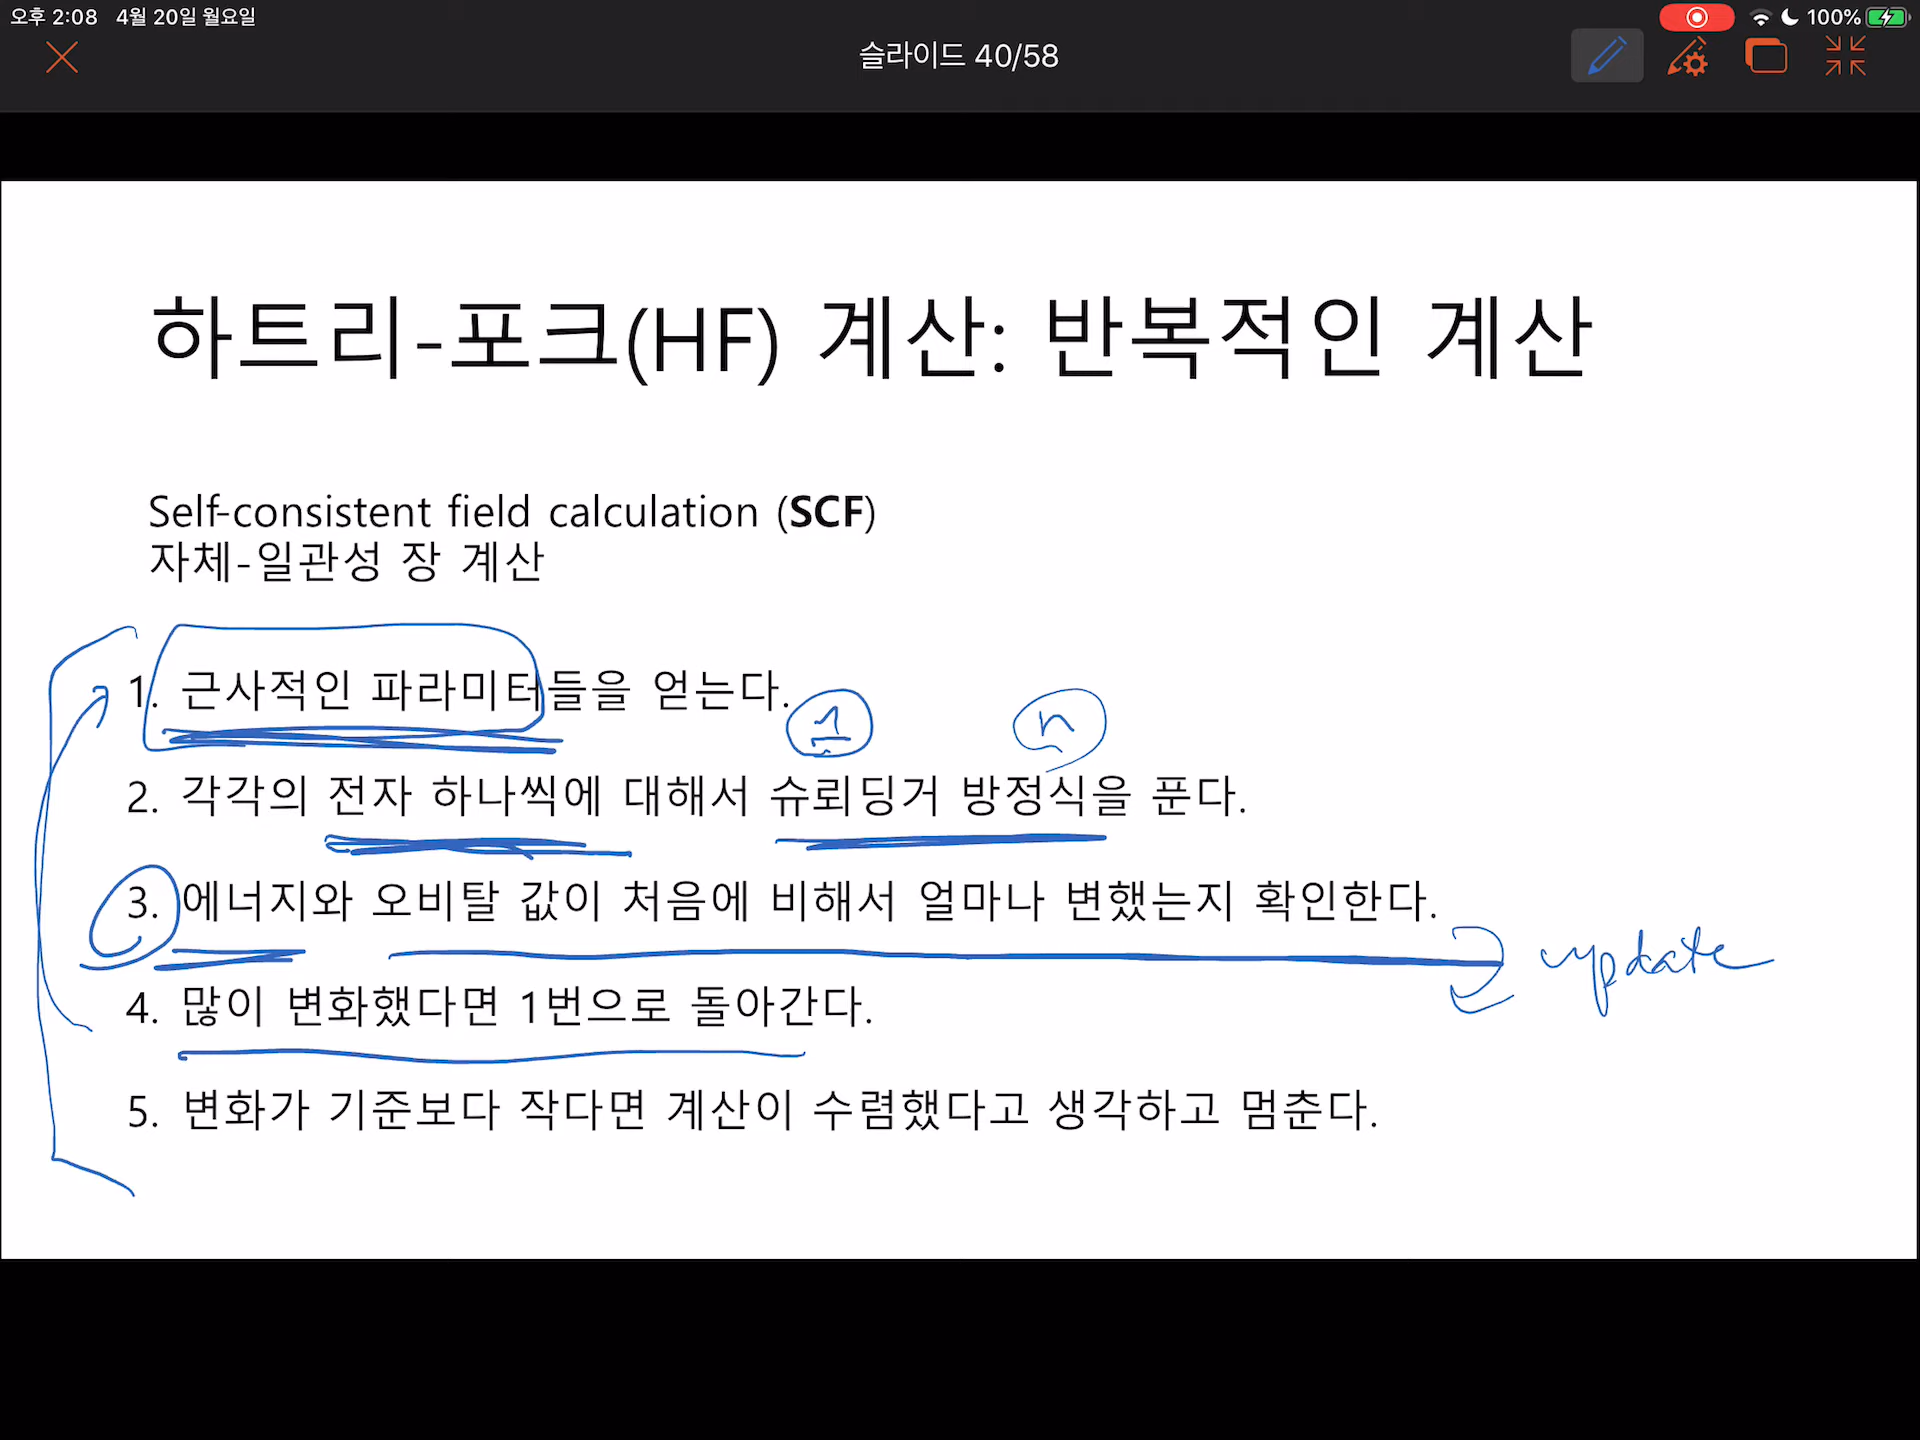 오후 2:08 4월 20일 월요일
100%
슬라이드 40/58
하트리-포크(HF) 계산: 반복적인 계산
Self-consistent field calculation (SCF)
자체-일관성 장 계산
1. 근사적인 파라미터들을 얻는다.
1 n
2. 각각의 전자 하나씩에 대해서 슈뢰딩거 방정식을 푼다.
3. 에너지와 오비탈 값이 처음에 비해서 얼마나 변했는지 확인한다.
update
4. 많이 변화했다면 1번으로 돌아간다.
5. 변화가 기준보다 작다면 계산이 수렴했다고 생각하고 멈춘다.